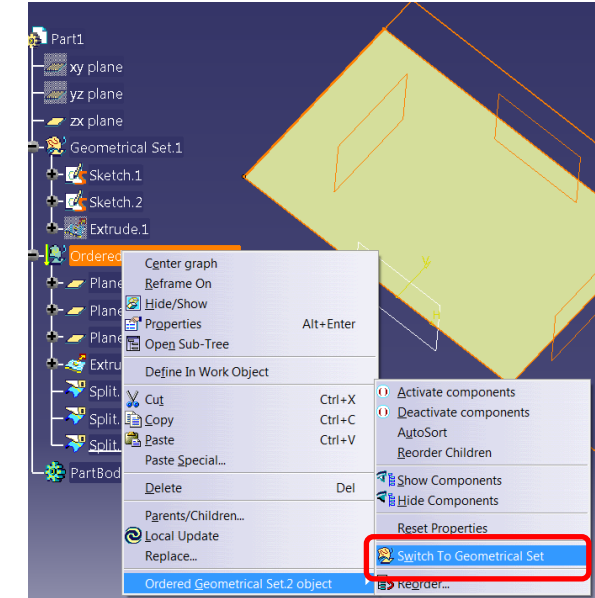 Part1
xy plane
yz plane
zx plane
Geometrical Set.1
Sketch.1
Sketch.2
Extrude.1
Ordered
Plane
Plane
Plane
Extru
Split.
Split.
Split.
PartBod
Center graph
Reframe On
Hide/Show
Properties Alt+Enter
Open Sub-Tree
Define In Work Object
Cut Ctrl+X
Copy Ctrl+C
Paste Ctrl+V
Paste Special...
Delete Del
Parents/Children...
Local Update
Replace...
Ordered Geometrical Set.2 object
Activate components
Deactivate components
AutoSort
Reorder Children
Show Components
Hide Components
Reset Properties
Switch To Geometrical Set
Reorder...